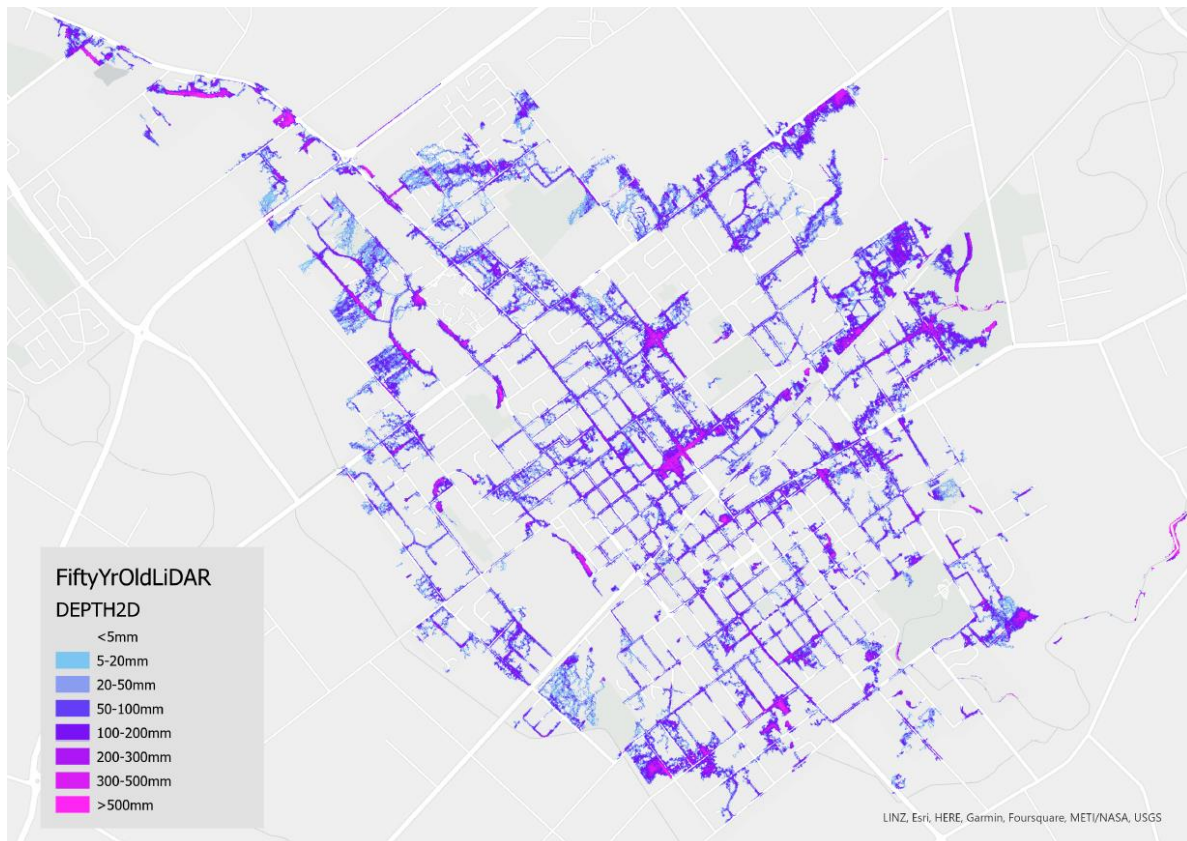 FiftyYrOldLiDAR
DEPTH2D
<5mm
5-20mm
20-50mm
50-100mm
100-200mm
200-300mm
300-500mm
>500mm
LINZ, Esri, HERE, Garmin, Foursquare, METI/NASA, USGS